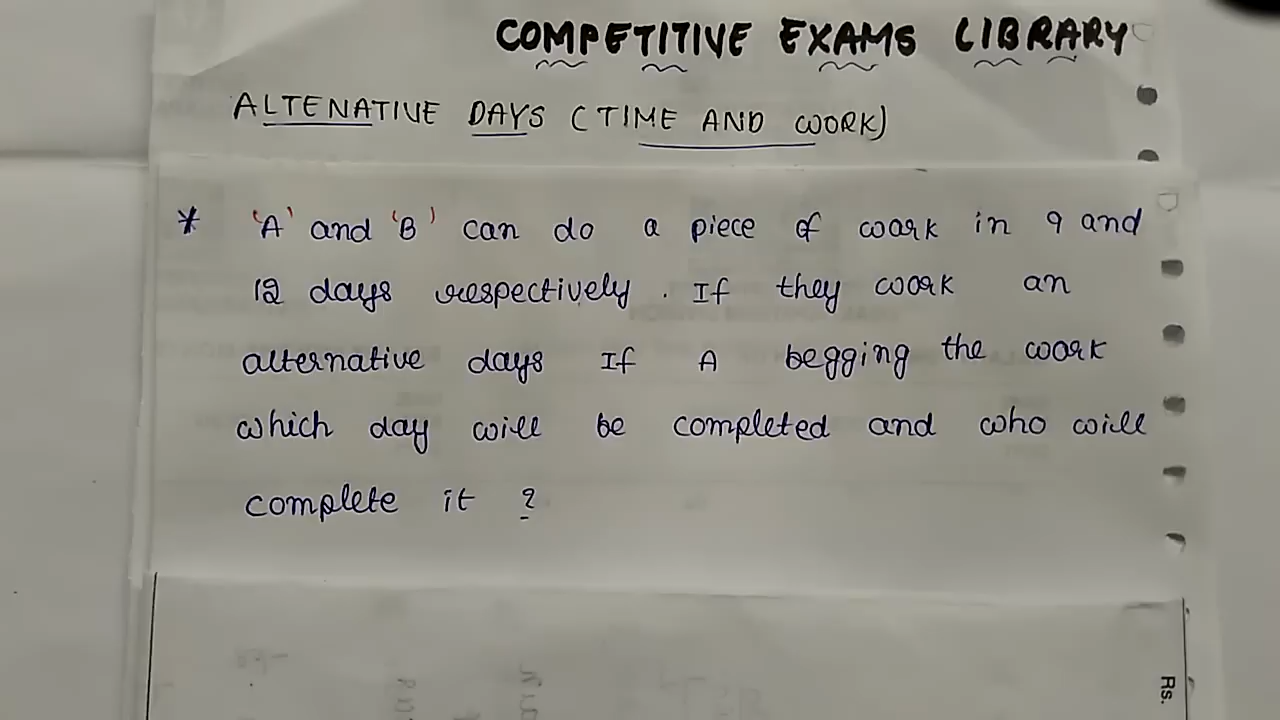 COMPETITIVE EXAMS LIBRARY
ALTENATIVE DAYS (TIME AND WORK)
* 'A' and 'B' can do a piece of work in 9 and
12 days respectively. If they work an
alternative days If A begging the work
which day will be completed and who will
complete it ?
Rs.